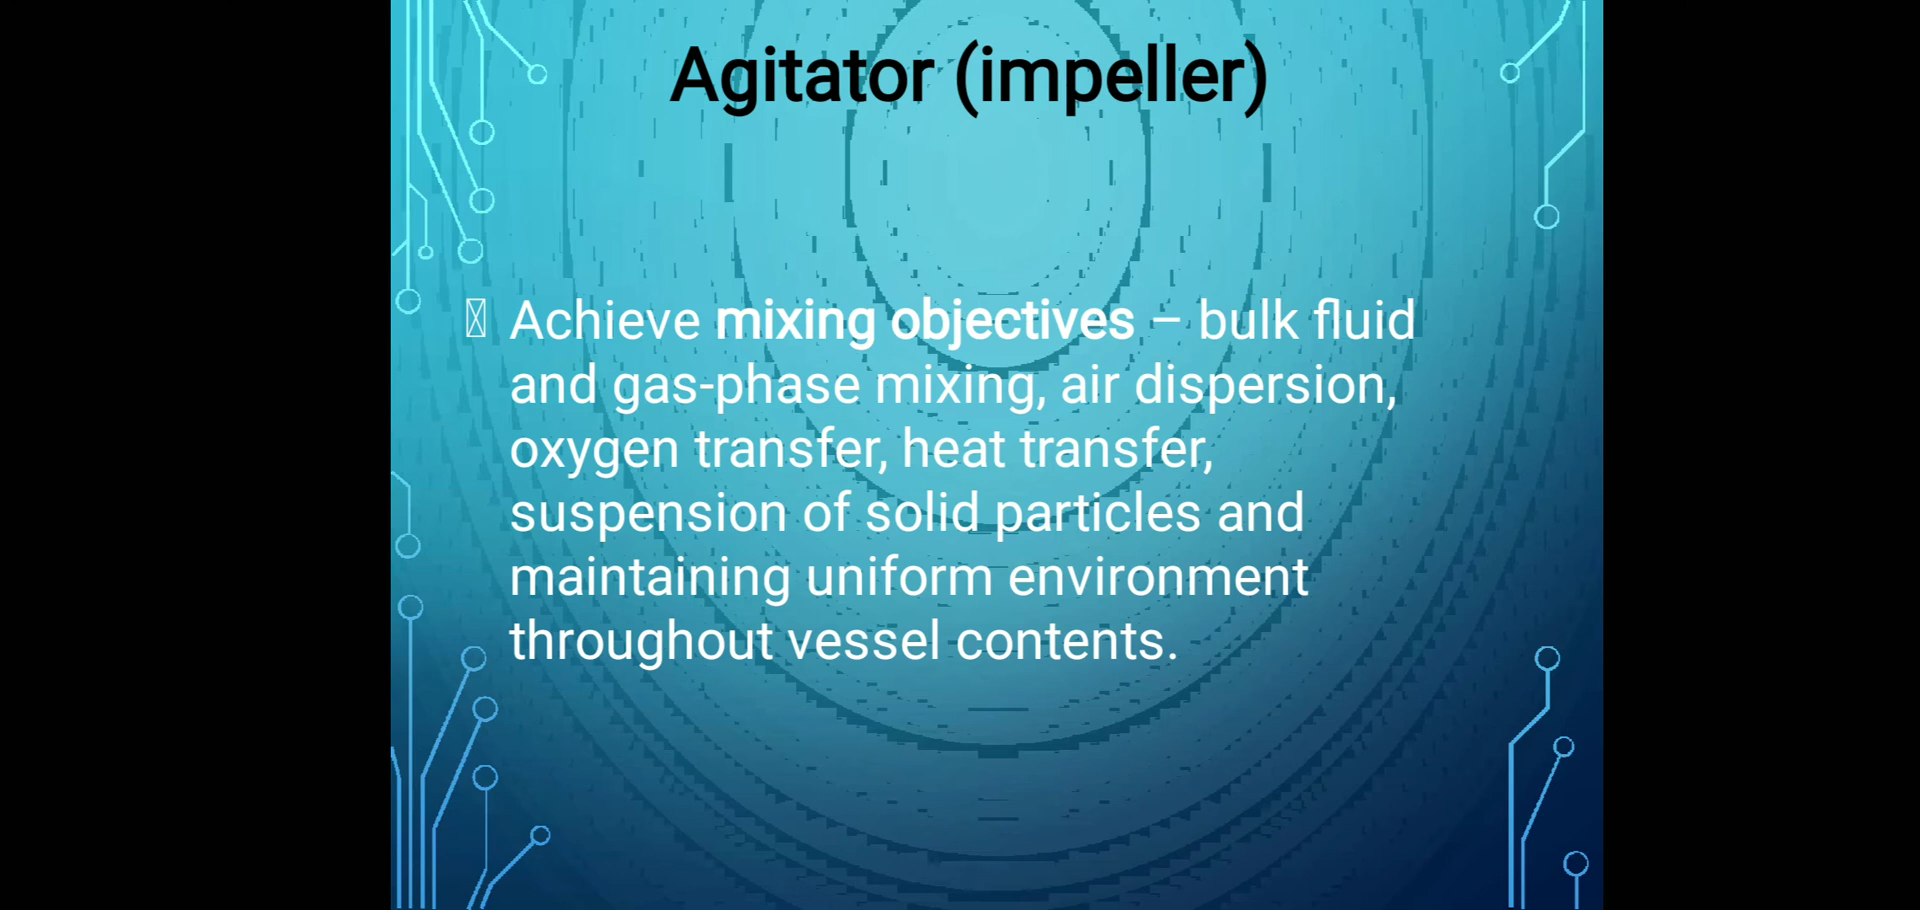 Agitator (impeller)
Achieve mixing objectives – bulk fluid
and gas-phase mixing, air dispersion,
oxygen transfer, heat transfer,
suspension of solid particles and
maintaining uniform environment
throughout vessel contents.